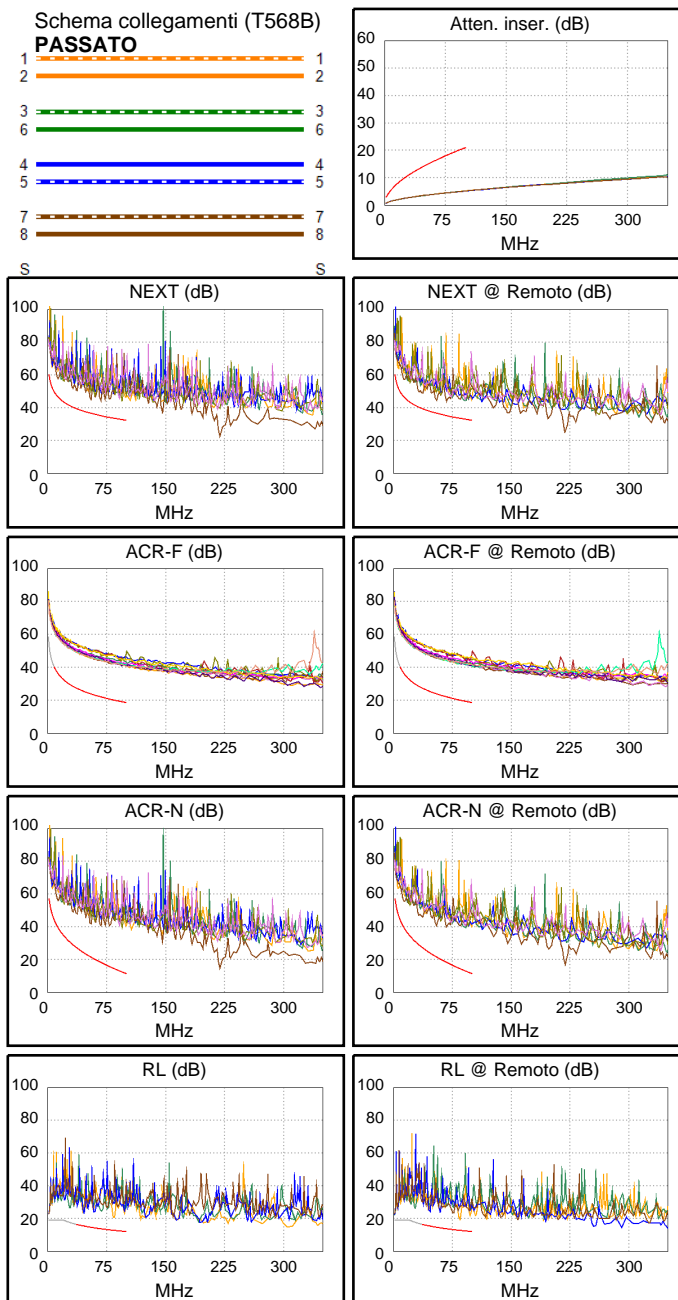 Schema collegamenti (T568B)
PASSATO
1 1
2 2
3 3
6 6
4 4
5 5
7 7
8 8
S S
Atten. inser. (dB)
60
50
40
30
20
10
0
0 75 150 225 300
MHz
NEXT (dB)
100
80
60
40
20
0
0 75 150 225 300
MHz
NEXT @ Remoto (dB)
100
80
60
40
20
0
0 75 150 225 300
MHz
ACR-F (dB)
100
80
60
40
20
0
0 75 150 225 300
MHz
ACR-F @ Remoto (dB)
100
80
60
40
20
0
0 75 150 225 300
MHz
ACR-N (dB)
100
80
60
40
20
0
0 75 150 225 300
MHz
ACR-N @ Remoto (dB)
100
80
60
40
20
0
0 75 150 225 300
MHz
RL (dB)
100
80
60
40
20
0
0 75 150 225 300
MHz
RL @ Remoto (dB)
100
80
60
40
20
0
0 75 150 225 300
MHz